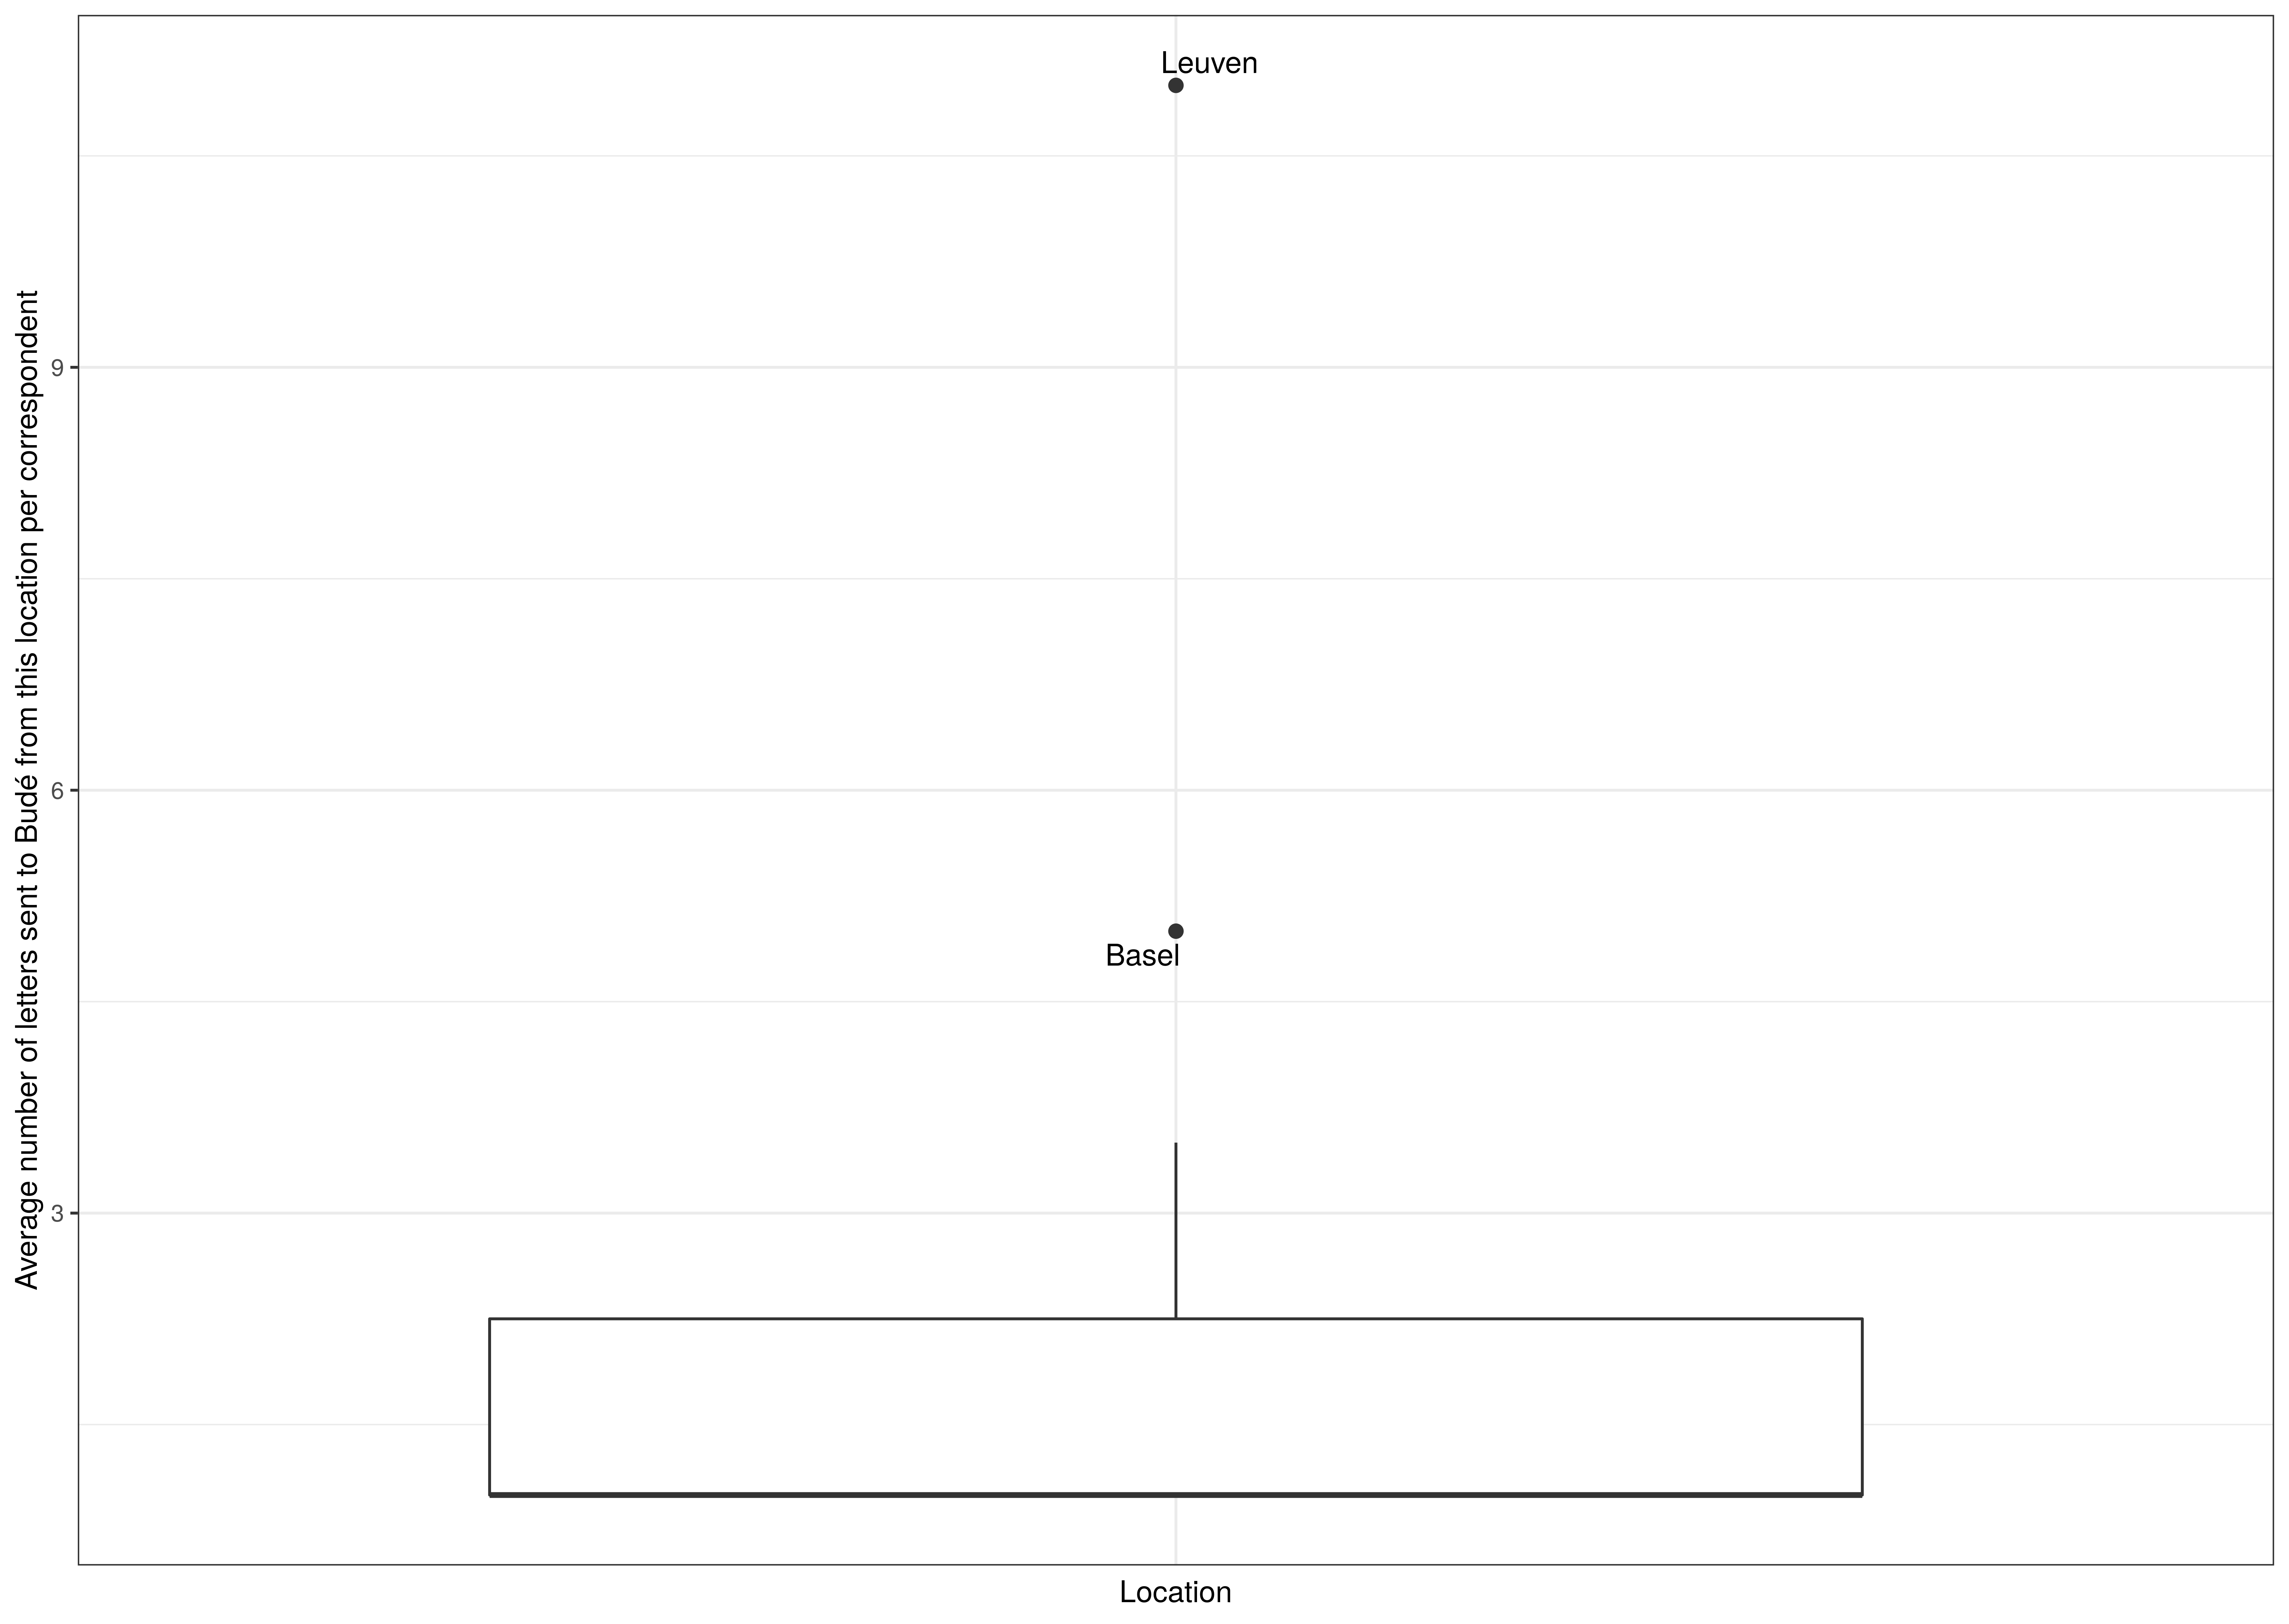 Average number of letters sent to Budé from this location per correspondent
Leuven
9
6
Basel
3
Location